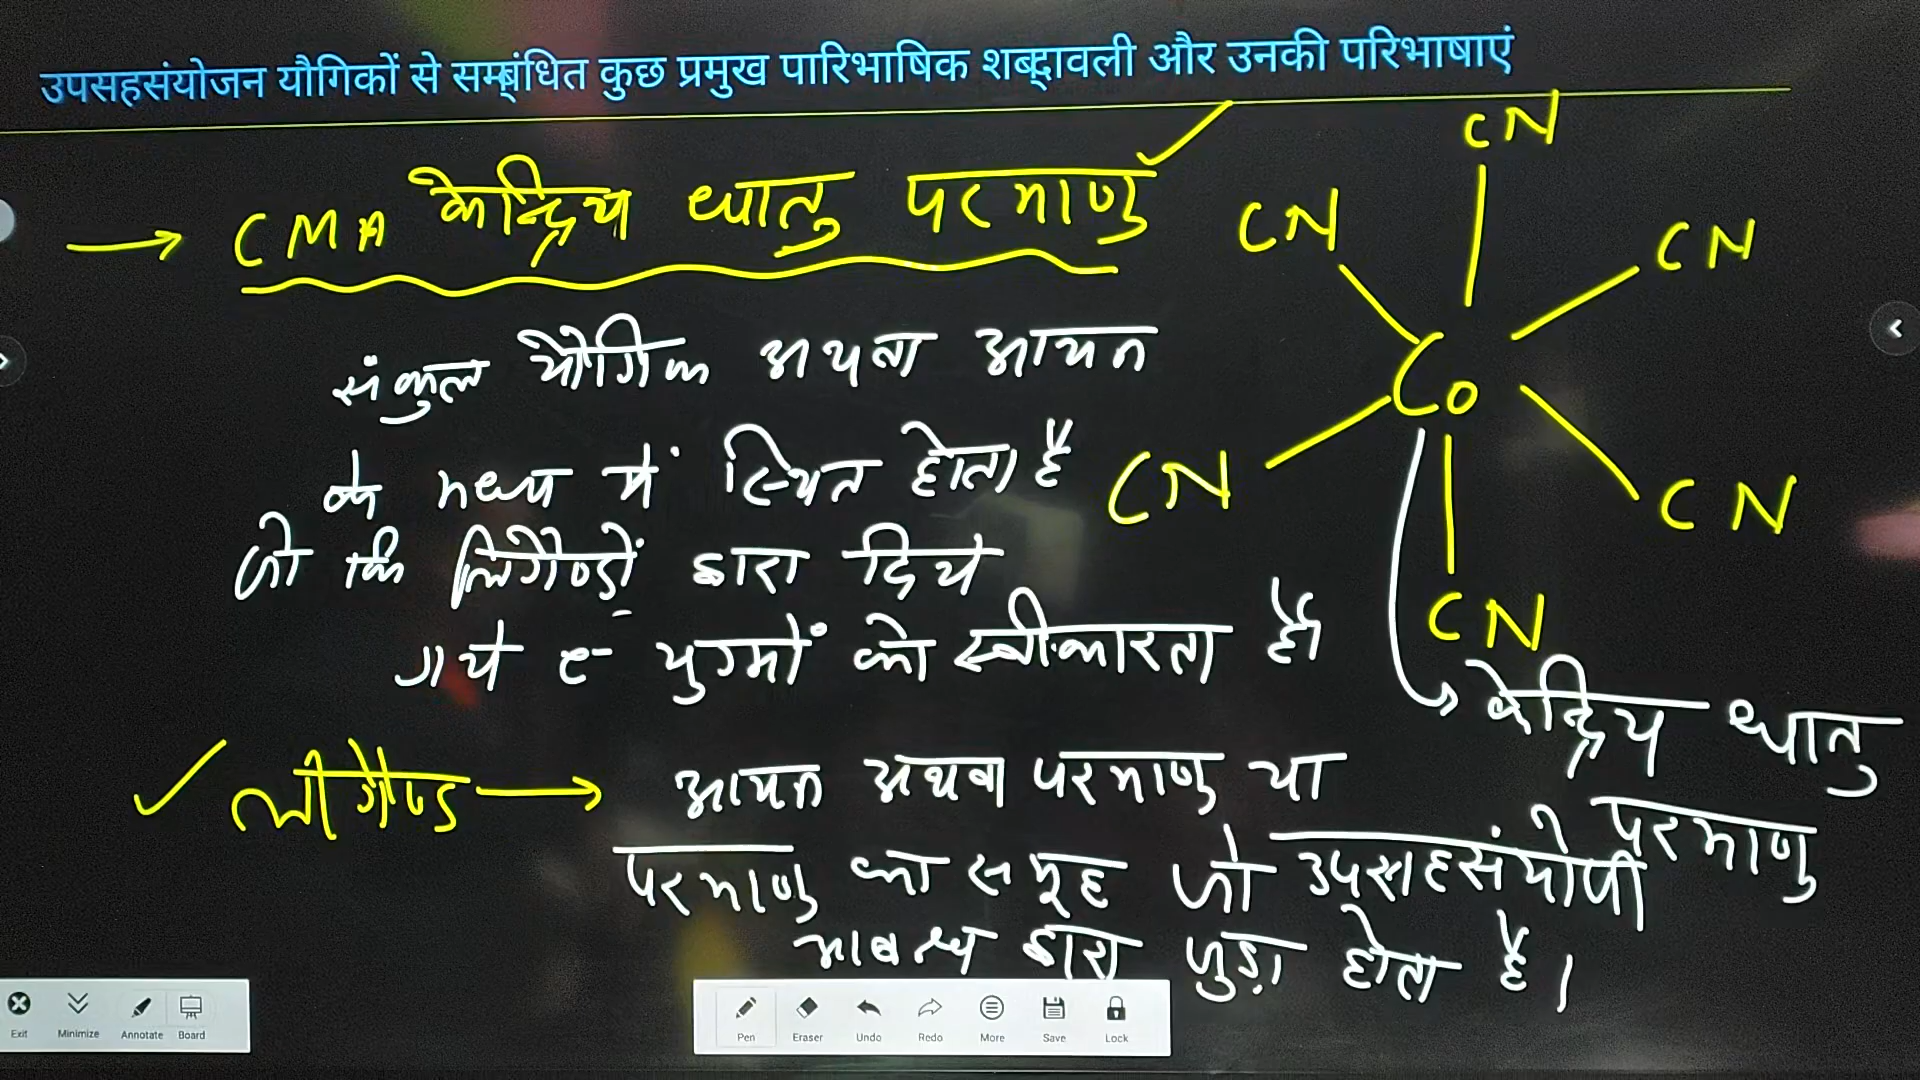 उपसहसंयोजन यौगिकों से सम्बंधित कुछ प्रमुख पारिभाषिक शब्दावली और उनकी परिभाषाएं
→ CMA केन्द्रिय धातु परमाणु
संकुल यौगिक अथवा आयन
के मध्य में स्थित होता है
जो कि लिगैण्डों द्वारा दिये
गये e- युग्मों को स्वीकारता है।
CN
CN
CN
Co
CN
CN
CN
केन्द्रिय धातु
परमाणु
✓ लीगैण्ड → आयन अथवा परमाणु या
परमाणु का समूह जो उपसहसंयोजी
आबन्ध द्वारा जुड़ा होता है।
Exit Minimize Annotate Board
Pen Eraser Undo Redo More Save Lock